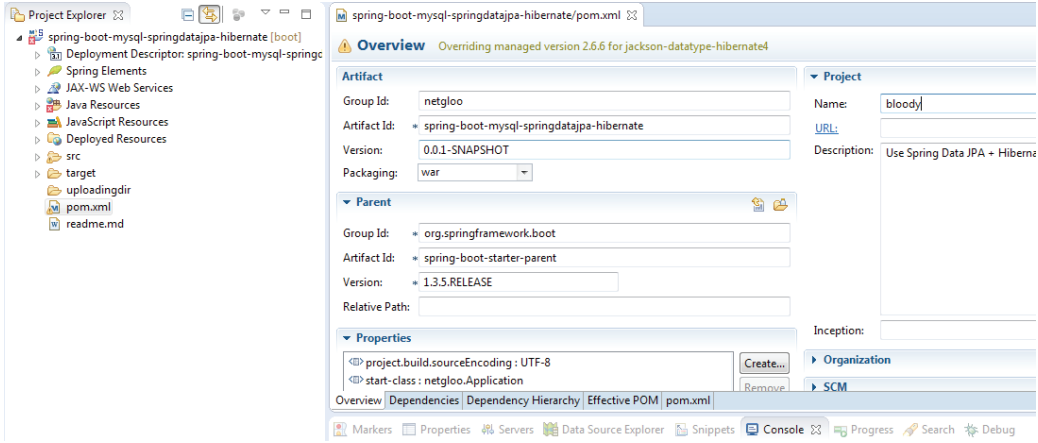 Project Explorer
spring-boot-mysql-springdatajpa-hibernate [boot]
Deployment Descriptor: spring-boot-mysql-springc
Spring Elements
JAX-WS Web Services
Java Resources
JavaScript Resources
Deployed Resources
src
target
uploadingdir
pom.xml
readme.md
spring-boot-mysql-springdatajpa-hibernate/pom.xml
Overview Overriding managed version 2.6.6 for jackson-datatype-hibernate4
Artifact
Group Id: netgloo
Artifact Id: * spring-boot-mysql-springdatajpa-hibernate
Version: 0.0.1-SNAPSHOT
Packaging: war
Parent
Group Id: * org.springframework.boot
Artifact Id: * spring-boot-starter-parent
Version: * 1.3.5.RELEASE
Relative Path:
Properties
project.build.sourceEncoding : UTF-8
start-class : netgloo.Application
Create...
Remove
Project
Name: bloody
URL:
Description: Use Spring Data JPA + Hiberna
Inception:
Organization
SCM
Overview Dependencies Dependency Hierarchy Effective POM pom.xml
Markers Properties Servers Data Source Explorer Snippets Console Progress Search Debug